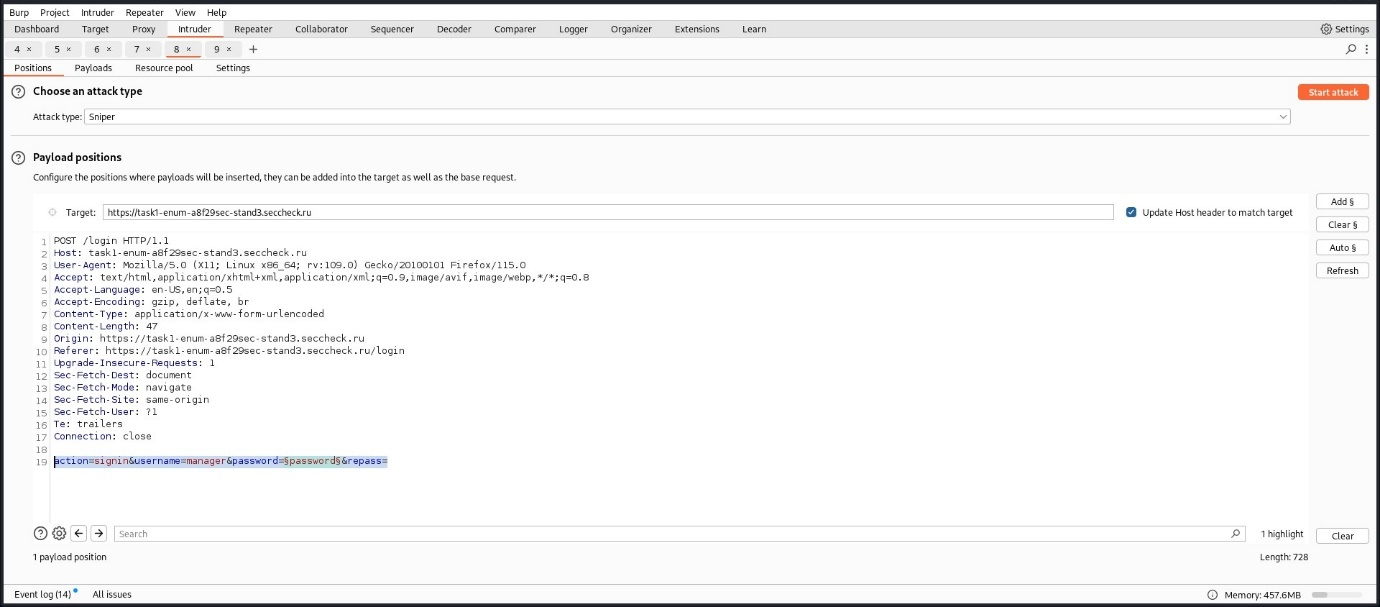 Burp Project Intruder Repeater View Help
Dashboard Target Proxy Intruder Repeater Collaborator Sequencer Decoder Comparer Logger Organizer Extensions Learn Settings
4 × 5 × 6 × 7 × 8 × 9 × +
Positions Payloads Resource pool Settings
? Choose an attack type Start attack
Attack type: Sniper
? Payload positions
Configure the positions where payloads will be inserted, they can be added into the target as well as the base request.
Target: https://task1-enum-a8f29sec-stand3.seccheck.ru Update Host header to match target Add §
Clear §
Auto §
Refresh
1 POST /login HTTP/1.1
2 Host: task1-enum-a8f29sec-stand3.seccheck.ru
3 User-Agent: Mozilla/5.0 (X11; Linux x86_64; rv:109.0) Gecko/20100101 Firefox/115.0
4 Accept: text/html,application/xhtml+xml,application/xml;q=0.9,image/avif,image/webp,*/*;q=0.8
5 Accept-Language: en-US,en;q=0.5
6 Accept-Encoding: gzip, deflate, br
7 Content-Type: application/x-www-form-urlencoded
8 Content-Length: 47
9 Origin: https://task1-enum-a8f29sec-stand3.seccheck.ru
10 Referer: https://task1-enum-a8f29sec-stand3.seccheck.ru/login
11 Upgrade-Insecure-Requests: 1
12 Sec-Fetch-Dest: document
13 Sec-Fetch-Mode: navigate
14 Sec-Fetch-Site: same-origin
15 Sec-Fetch-User: ?1
16 Te: trailers
17 Connection: close
18
19 action=signin&username=manager&password=§password§&repass=
? Search 1 highlight Clear
1 payload position Length: 728
Event log (14) All issues Memory: 457.6MB